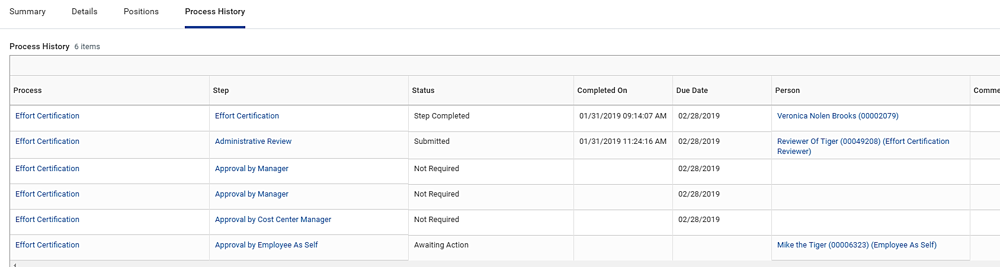 Summary Details Positions Process History
Process History 6 items
Process Step Status Completed On Due Date Person Comme
Effort Certification Effort Certification Step Completed 01/31/2019 09:14:07 AM 02/28/2019 Veronica Nolen Brooks (00002079)
Effort Certification Administrative Review Submitted 01/31/2019 11:24:16 AM 02/28/2019 Reviewer Of Tiger (00049208) (Effort Certification
Reviewer)
Effort Certification Approval by Manager Not Required 02/28/2019
Effort Certification Approval by Manager Not Required 02/28/2019
Effort Certification Approval by Cost Center Manager Not Required 02/28/2019
Effort Certification Approval by Employee As Self Awaiting Action Mike the Tiger (00006323) (Employee As Self)